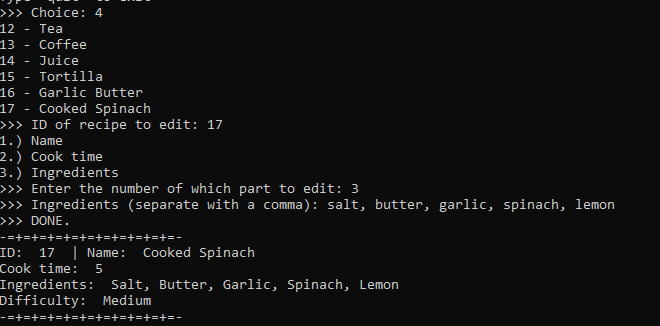 >>> Choice: 4
12 - Tea
13 - Coffee
14 - Juice
15 - Tortilla
16 - Garlic Butter
17 - Cooked Spinach
>>> ID of recipe to edit: 17
1.) Name
2.) Cook time
3.) Ingredients
>>> Enter the number of which part to edit: 3
>>> Ingredients (separate with a comma): salt, butter, garlic, spinach, lemon
>>> DONE.
-=+=+=+=+=+=+=+=+=+=+=-
ID:  17  | Name:  Cooked Spinach
Cook time:  5
Ingredients:  Salt, Butter, Garlic, Spinach, Lemon
Difficulty:  Medium
-=+=+=+=+=+=+=+=+=+=+=-